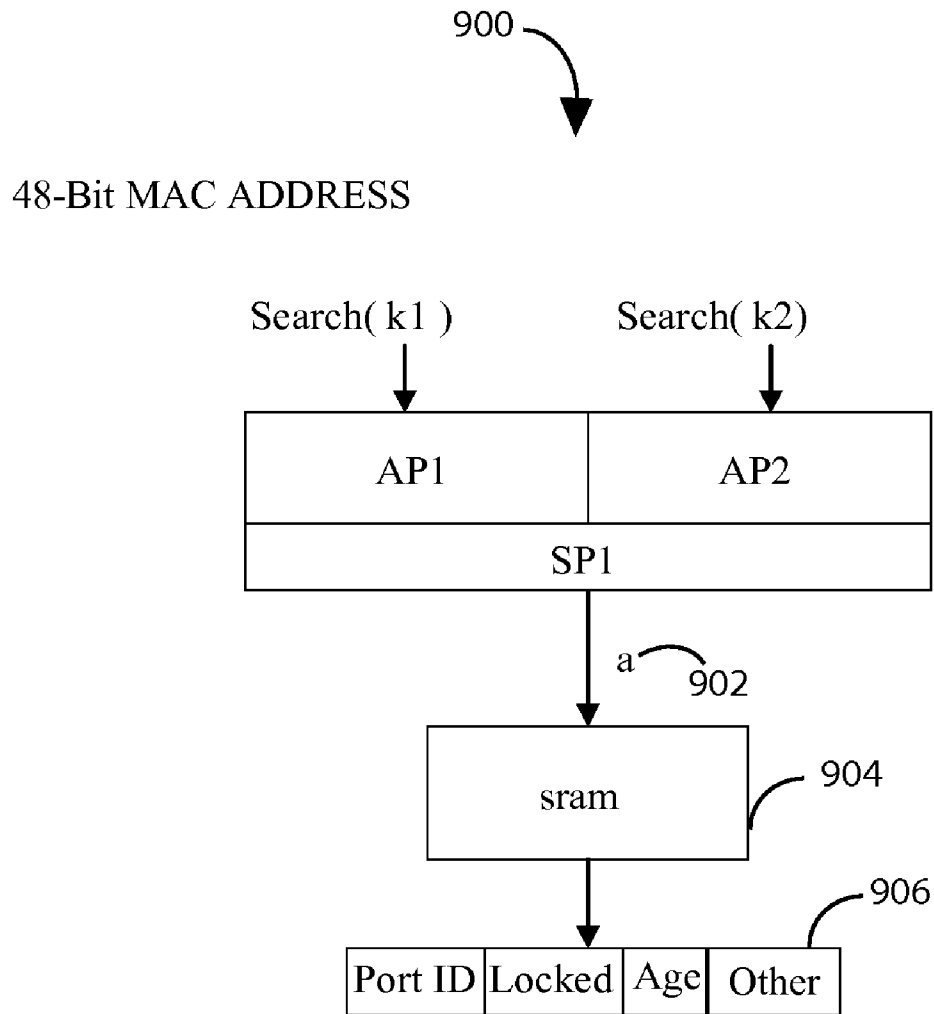 900
48-Bit MAC ADDRESS
Search( k1 ) Search( k2)
AP1 AP2
SP1
a 902
sram 904
906
Port ID Locked Age Other